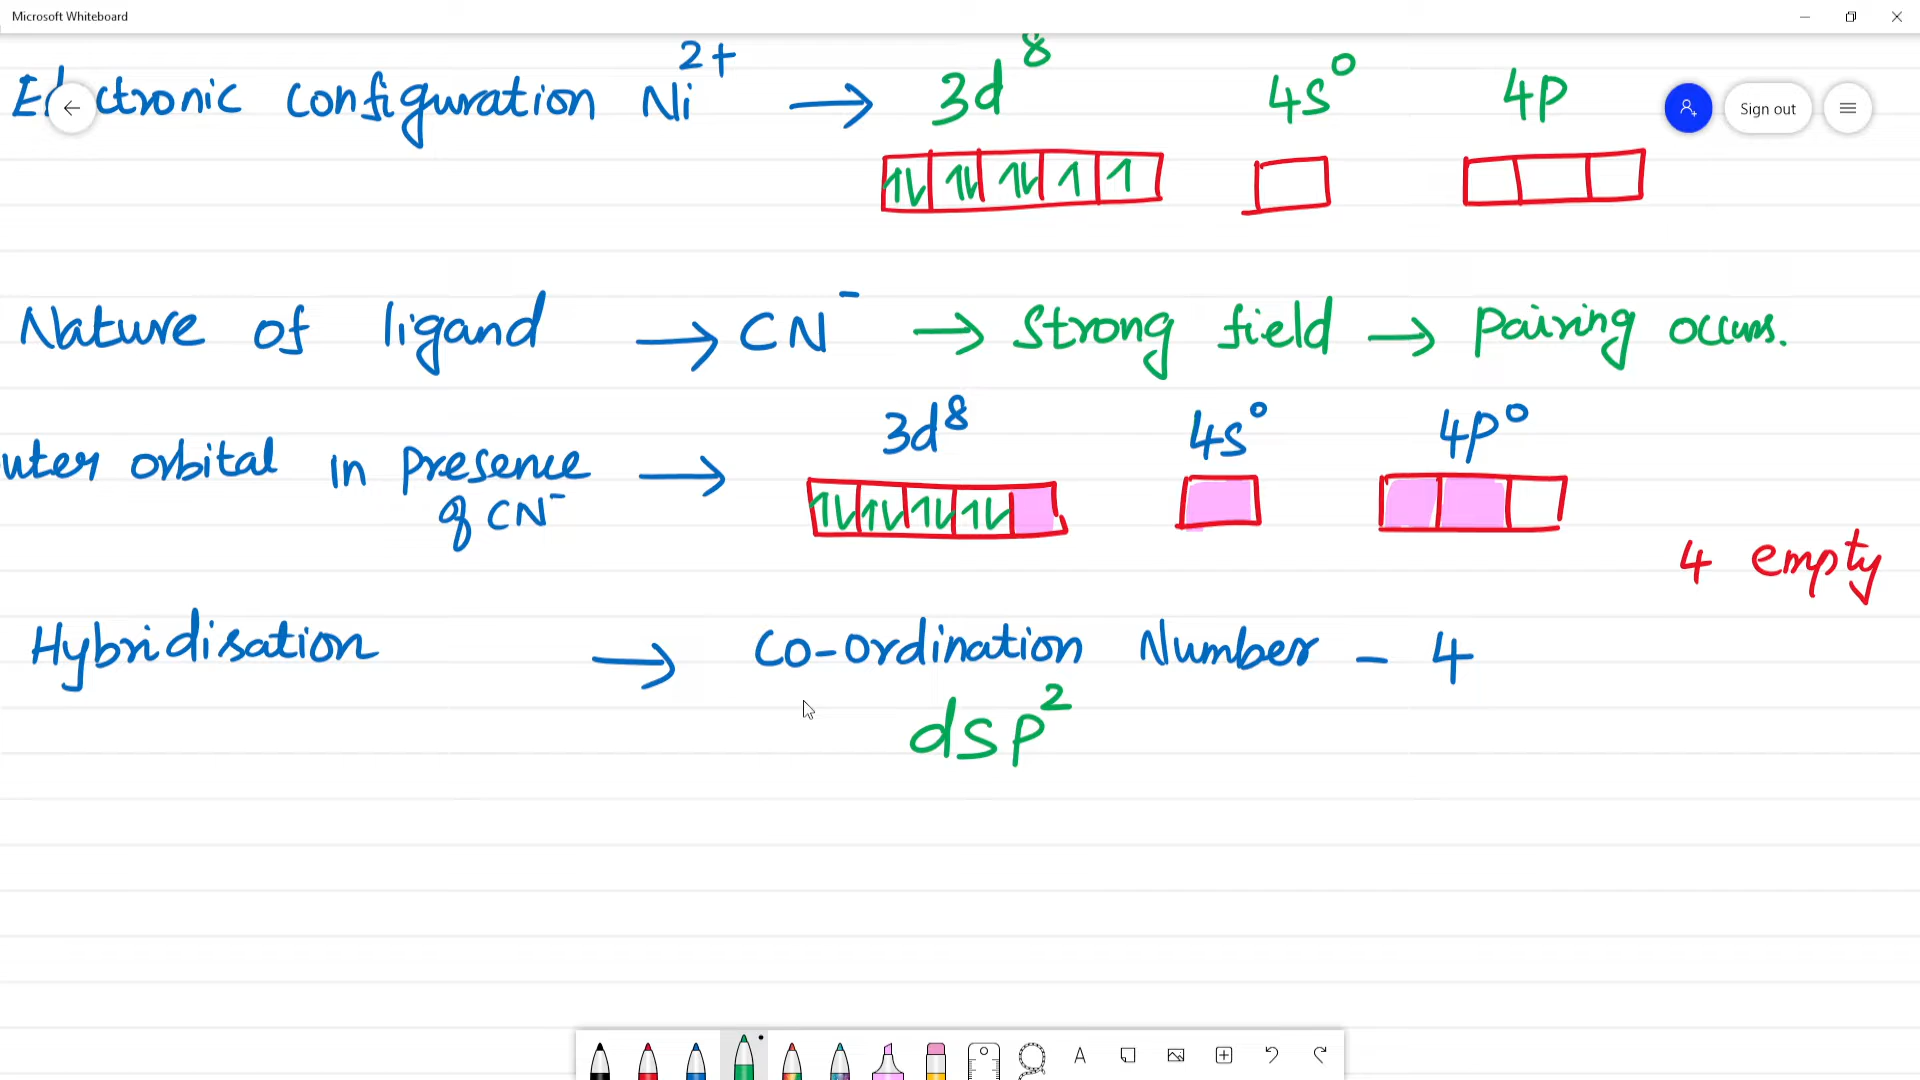 Microsoft Whiteboard
Electronic configuration Ni²⁺ → 3d⁸ 4s⁰ 4p
Sign out
↿⇂ ↿⇂ ↿⇂ ↿ ↿
Nature of ligand → CN⁻ → Strong field → Pairing occurs.
uter orbital in presence of CN⁻ → 3d⁸ 4s⁰ 4p⁰
↿⇂ ↿⇂ ↿⇂ ↿⇂
4 empty
Hybridisation → Co-ordination Number - 4
dsp²